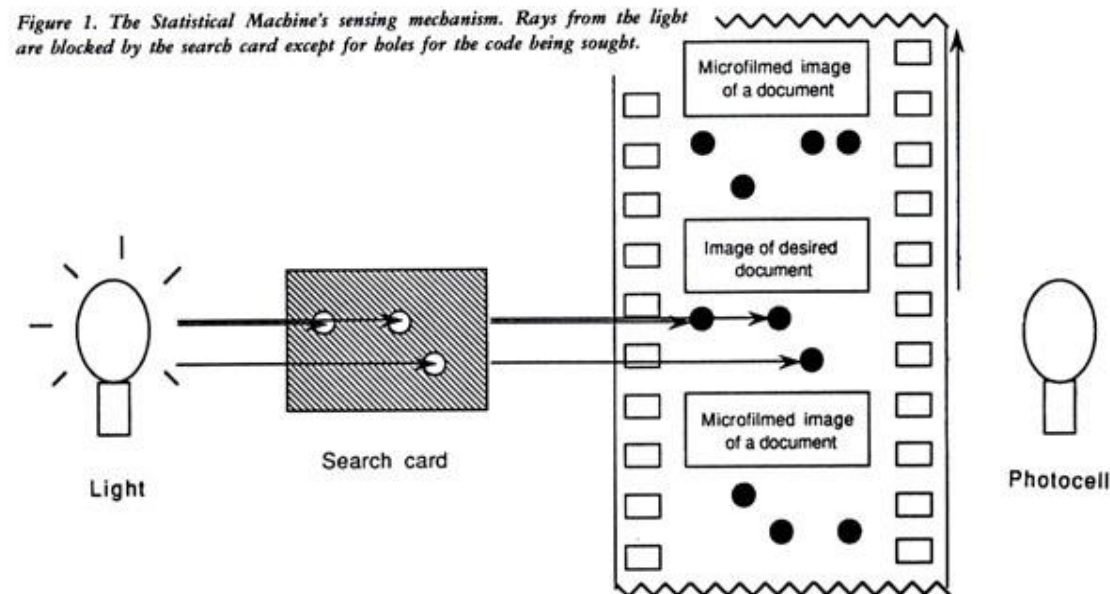 Figure 1. The Statistical Machine's sensing mechanism. Rays from the light
are blocked by the search card except for holes for the code being sought.
Microfilmed image
of a document
Image of desired
document
Microfilmed image
of a document
Light
Search card
Photocell